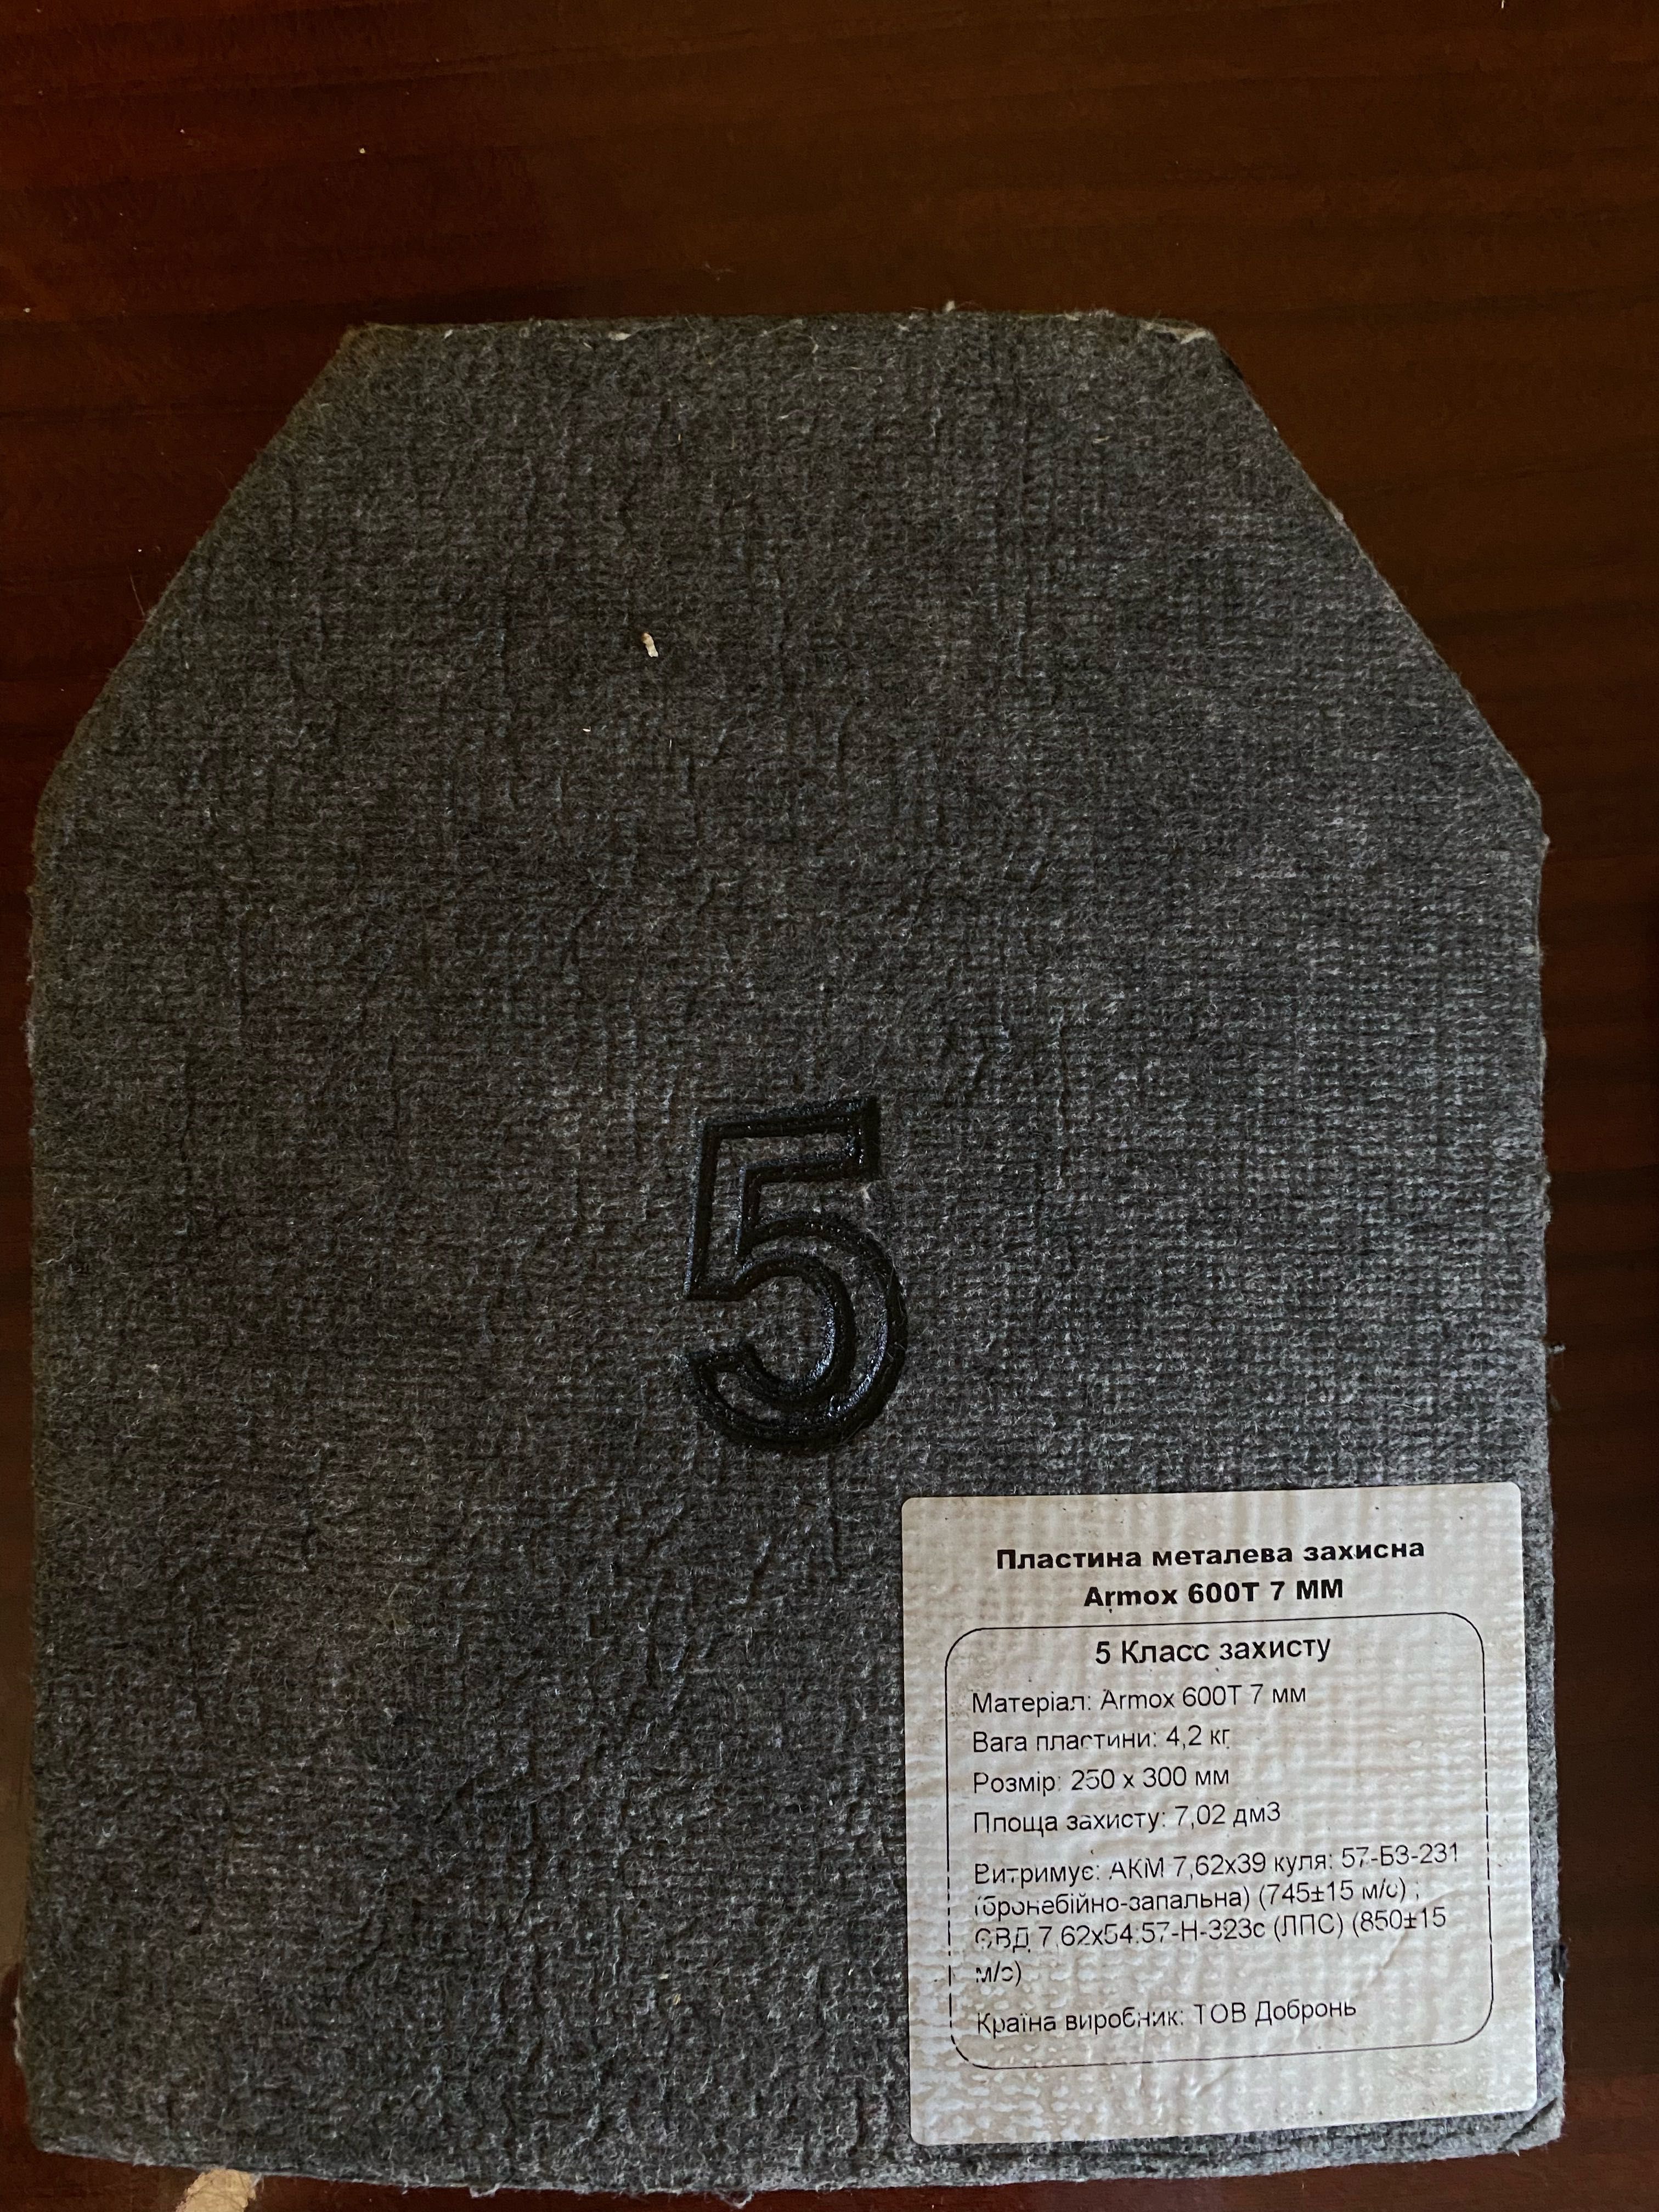 5
Пластина металева захисна
Armox 600T 7 ММ
5 Класс захисту
Матеріал: Armox 600T 7 мм
Вага пластини: 4,2 кг
Розмір: 250 х 300 мм
Площа захисту: 7,02 дм3
Витримує: АКМ 7,62х39 куля: 57-БЗ-231
(бронебійно-запальна) (745±15 м/с) ;
СВД 7.62х54.57-Н-323с (ЛПС) (850±15
м/с)
Країна виробник: ТОВ Добронь